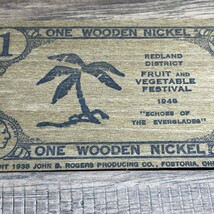 1
ONE WOODEN NICKEL
REDLAND
DISTRICT
FRUIT AND
VEGETABLE
FESTIVAL
1948
"ECHOES OF
THE EVERGLADES"
ONE WOODEN NICKEL
HT 1938 JOHN B. ROGERS PRODUCING CO., FOSTORIA, OH